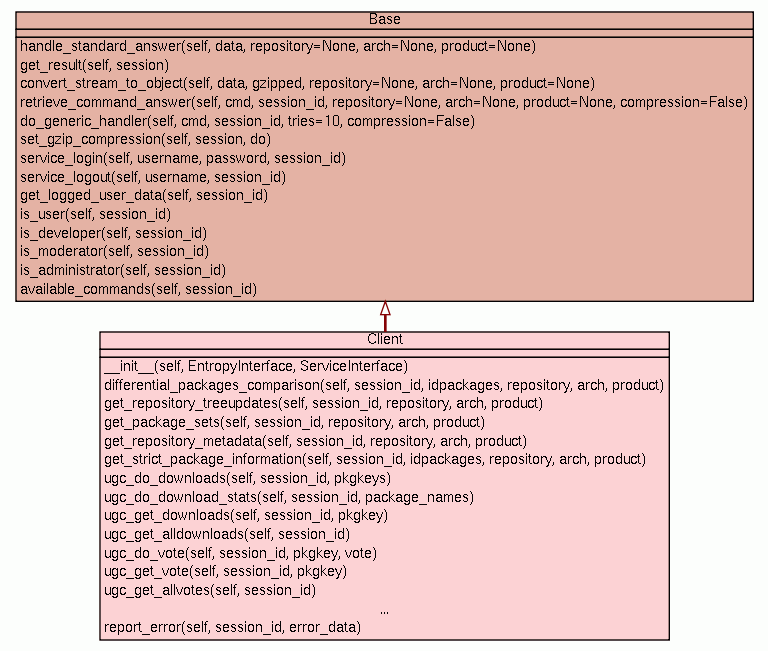 Base
handle_standard_answer(self, data, repository=None, arch=None, product=None)
get_result(self, session)
convert_stream_to_object(self, data, gzipped, repository=None, arch=None, product=None)
retrieve_command_answer(self, cmd, session_id, repository=None, arch=None, product=None, compression=False)
do_generic_handler(self, cmd, session_id, tries=10, compression=False)
set_gzip_compression(self, session, do)
service_login(self, username, password, session_id)
service_logout(self, username, session_id)
get_logged_user_data(self, session_id)
is_user(self, session_id)
is_developer(self, session_id)
is_moderator(self, session_id)
is_administrator(self, session_id)
available_commands(self, session_id)
Client
__init__(self, EntropyInterface, ServiceInterface)
differential_packages_comparison(self, session_id, idpackages, repository, arch, product)
get_repository_treeupdates(self, session_id, repository, arch, product)
get_package_sets(self, session_id, repository, arch, product)
get_repository_metadata(self, session_id, repository, arch, product)
get_strict_package_information(self, session_id, idpackages, repository, arch, product)
ugc_do_downloads(self, session_id, pkgkeys)
ugc_do_download_stats(self, session_id, package_names)
ugc_get_downloads(self, session_id, pkgkey)
ugc_get_alldownloads(self, session_id)
ugc_do_vote(self, session_id, pkgkey, vote)
ugc_get_vote(self, session_id, pkgkey)
ugc_get_allvotes(self, session_id)
...
report_error(self, session_id, error_data)